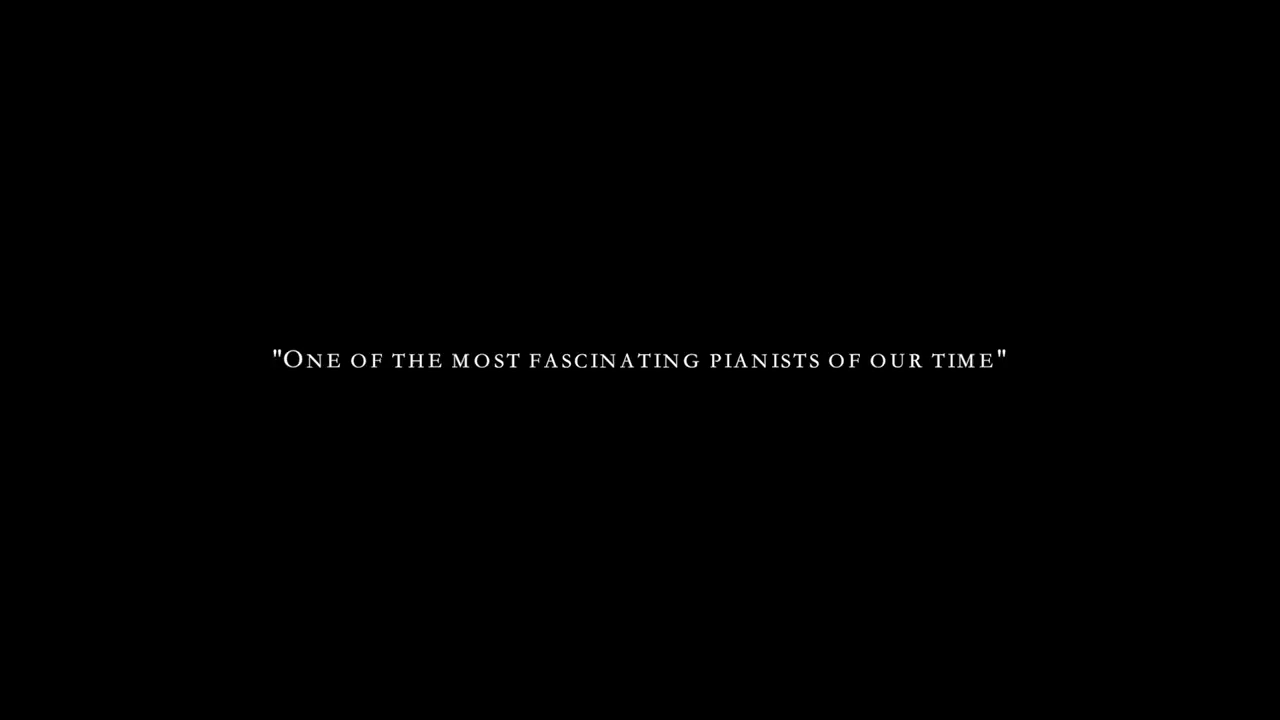 "One of the most fascinating pianists of our time"